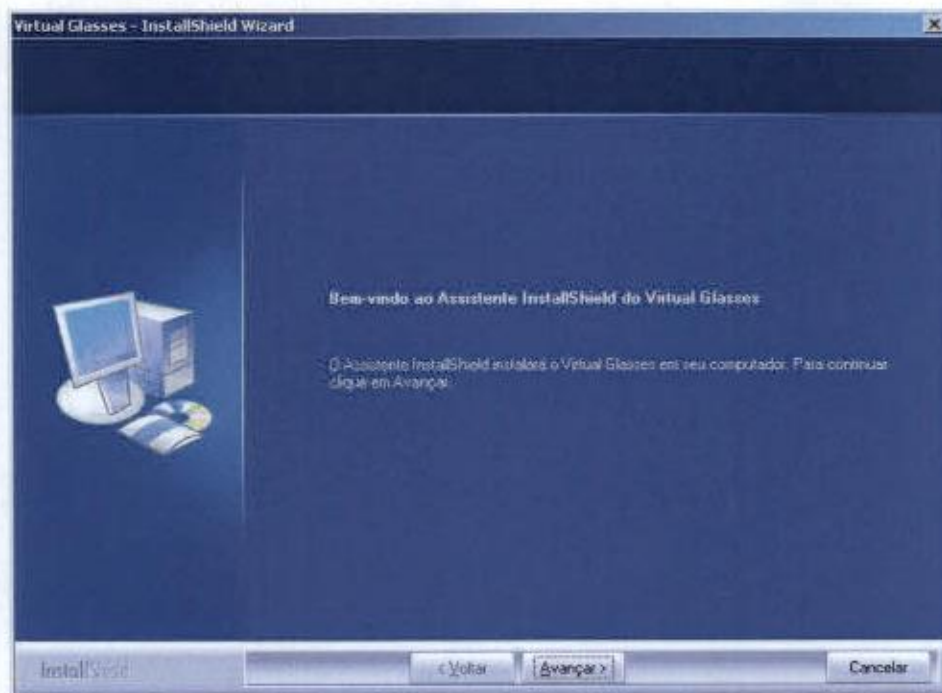 Virtual Glasses - InstallShield Wizard
Bem-vindo ao Assistente InstallShield do Virtual Glasses
O Assistente InstallShield instalará o Virtual Glasses em seu computador. Para continuar
clique em Avançar.
InstallShield
< Voltar
Avançar >
Cancelar